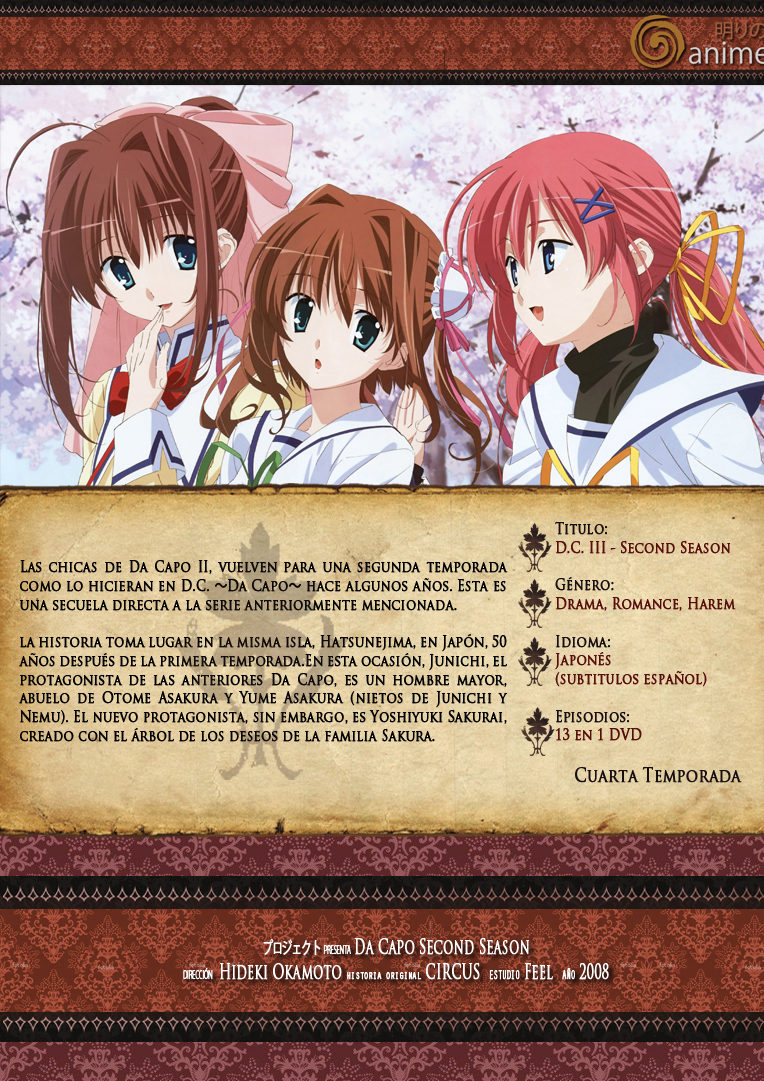 明りの
anime
LAS CHICAS DE DA CAPO II, VUELVEN PARA UNA SEGUNDA TEMPORADA
COMO LO HICIERAN EN D.C. ~DA CAPO~ HACE ALGUNOS AÑOS. ESTA ES
UNA SECUELA DIRECTA A LA SERIE ANTERIORMENTE MENCIONADA.
LA HISTORIA TOMA LUGAR EN LA MISMA ISLA, HATSUNEJIMA, EN JAPÓN, 50
AÑOS DESPUÉS DE LA PRIMERA TEMPORADA.EN ESTA OCASIÓN, JUNICHI, EL
PROTAGONISTA DE LAS ANTERIORES DA CAPO, ES UN HOMBRE MAYOR,
ABUELO DE OTOME ASAKURA Y YUME ASAKURA (NIETOS DE JUNICHI Y
NEMU). EL NUEVO PROTAGONISTA, SIN EMBARGO, ES YOSHIYUKI SAKURAI,
CREADO CON EL ÁRBOL DE LOS DESEOS DE LA FAMILIA SAKURA.
TITULO:
D.C. III - SECOND SEASON
GÉNERO:
DRAMA, ROMANCE, HAREM
IDIOMA:
JAPONÉS
(SUBTITULOS ESPAÑOL)
EPISODIOS:
13 EN 1 DVD
CUARTA TEMPORADA
プロジェクト PRESENTA DA CAPO SECOND SEASON
DIRECCIÓN HIDEKI OKAMOTO HISTORIA ORIGINAL CIRCUS ESTUDIO FEEL AÑO 2008